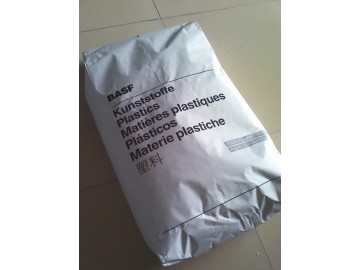 BASF
Kunststoffe
Plastics
Matières plastiques
Plásticos
Materie plastiche
塑料